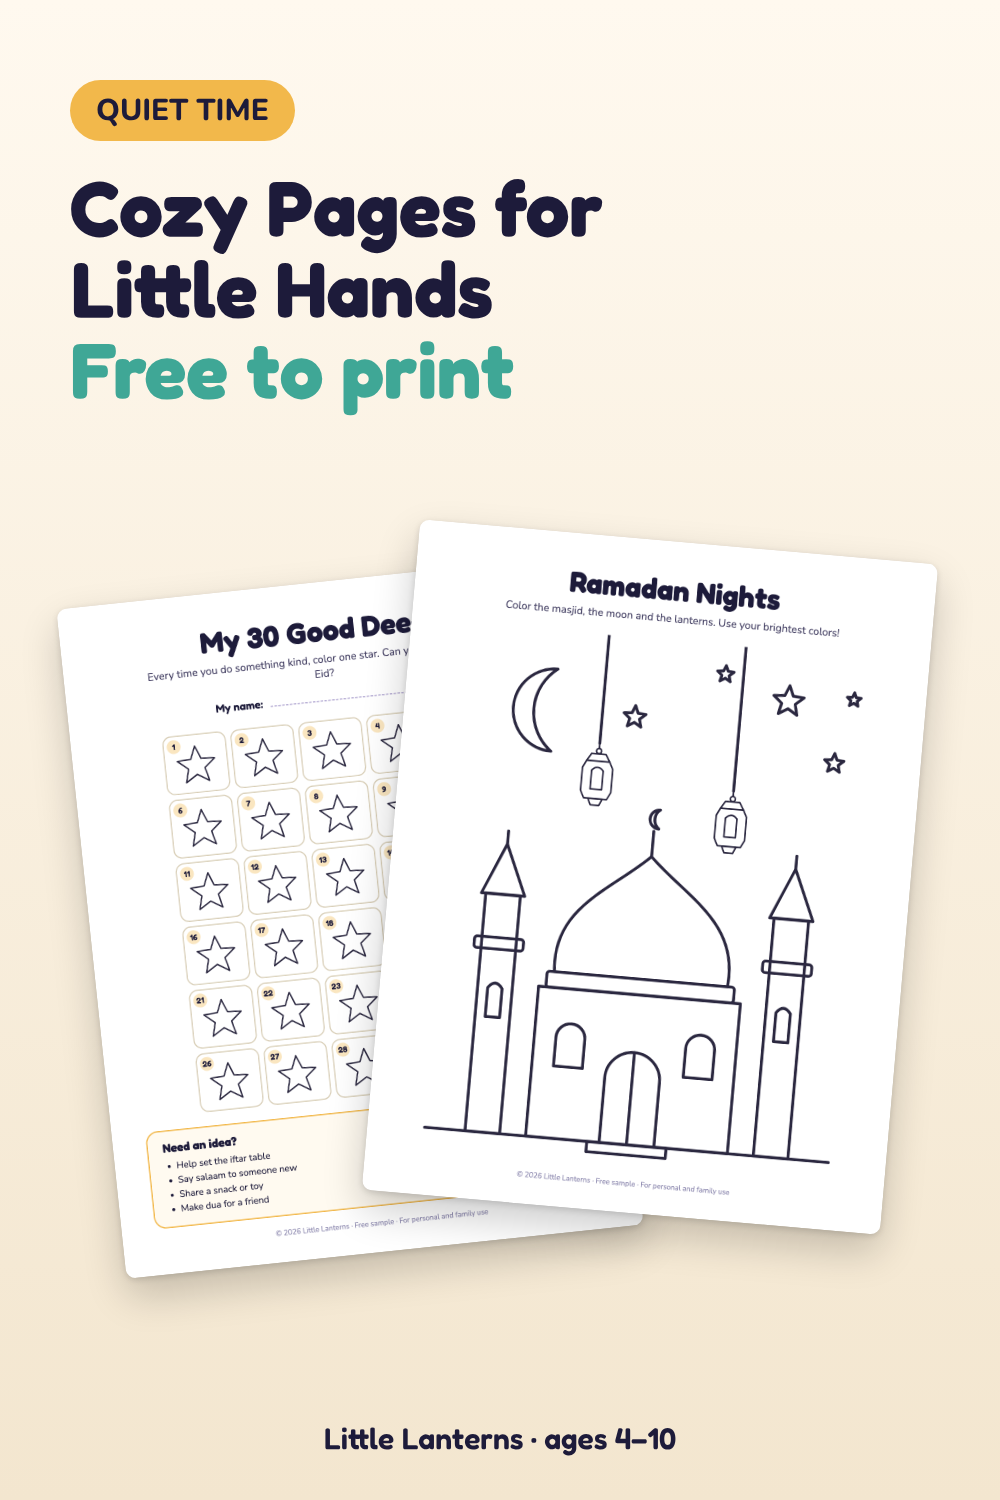 QUIET TIME
Cozy Pages for
Little Hands
Free to print
My 30 Good
Every time you do something kind, color one star. Can
Eid?
My name:
1
2
3
4
6
7
8
9
11
12
13
16
17
18
21
22
23
26
27
28
Need an idea?
• Help set the iftar table
• Say salaam to someone new
• Share a snack or toy
• Make dua for a friend
© 2026 Little Lanterns · Free sample · For personal and family use
Ramadan Nights
Color the masjid, the moon and the lanterns. Use your brightest colors!
© 2026 Little Lanterns · Free sample · For personal and family use
Little Lanterns · ages 4–10